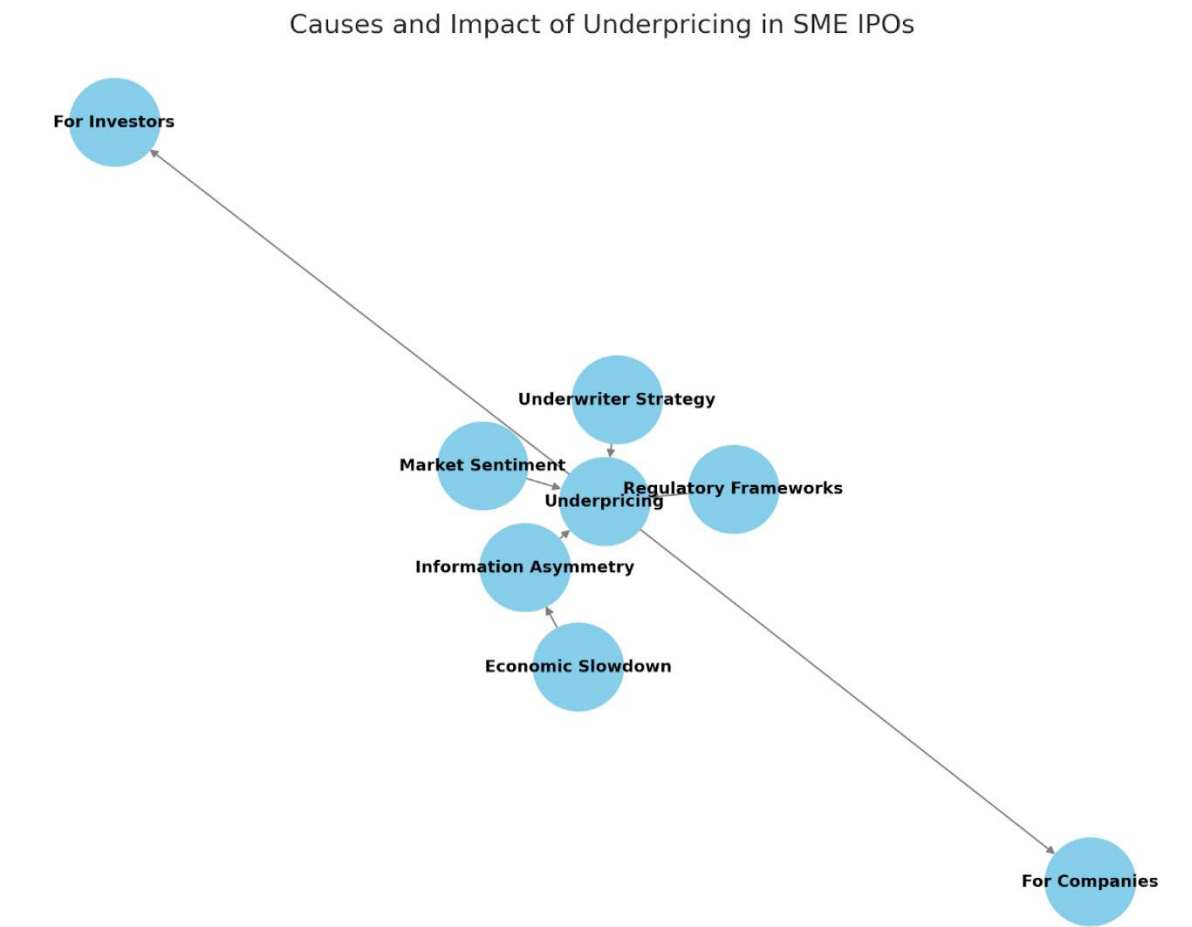 Causes and Impact of Underpricing in SME IPOs
For Investors
Underwriter Strategy
Market Sentiment
Regulatory Frameworks
Underpricing
Information Asymmetry
Economic Slowdown
For Companies